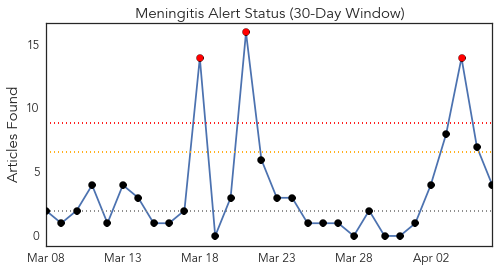 Meningitis Alert Status (30-Day Window)
Articles Found
15
10
5
0
Mar 08 Mar 13 Mar 18 Mar 23 Mar 28 Apr 02